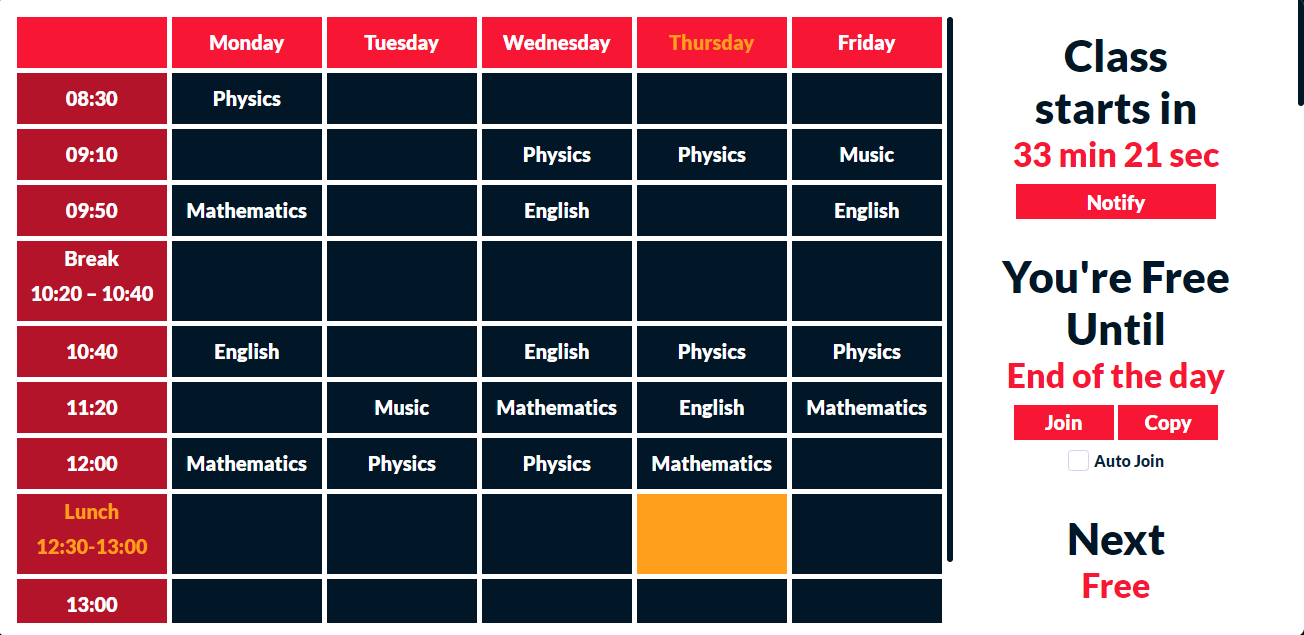 Monday Tuesday Wednesday Thursday Friday
08:30 Physics
09:10 Physics Physics Music
09:50 Mathematics English English
Break
10:20 – 10:40
10:40 English English Physics Physics
11:20 Music Mathematics English Mathematics
12:00 Mathematics Physics Physics Mathematics
Lunch
12:30-13:00
13:00
Class
starts in
33 min 21 sec
Notify
You're Free
Until
End of the day
Join Copy
Auto Join
Next
Free